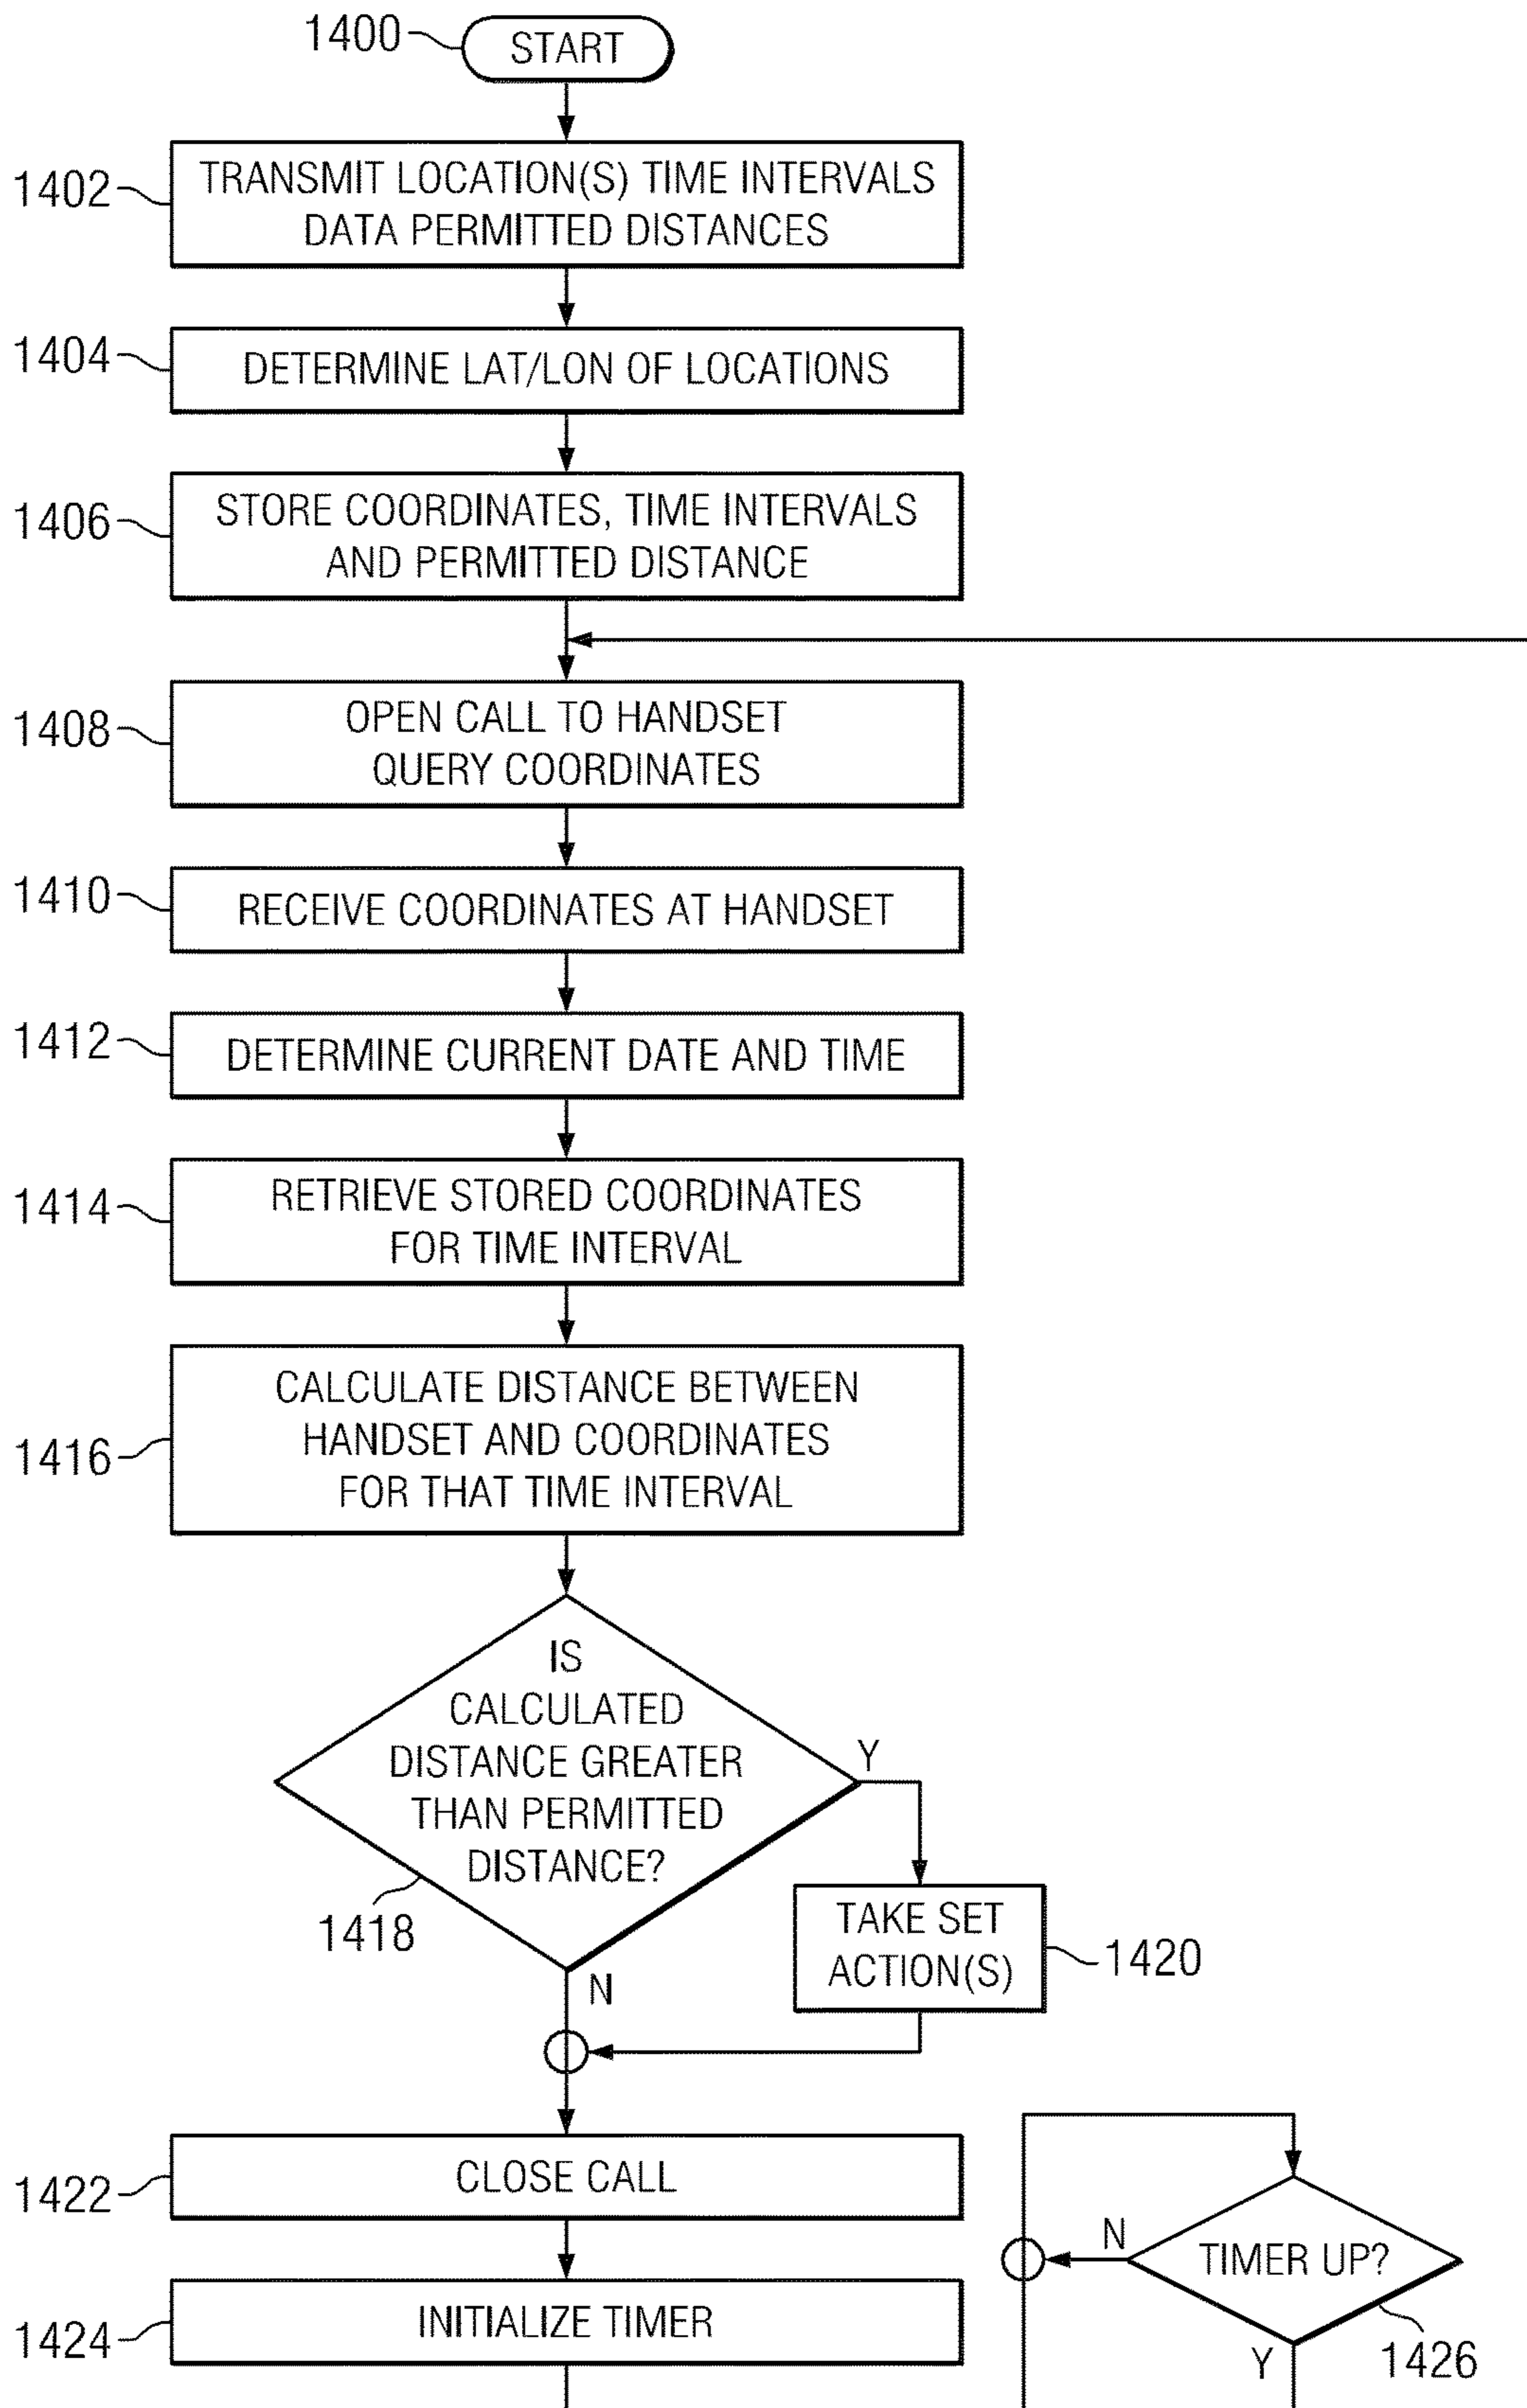 1400
START
1402
TRANSMIT LOCATION(S) TIME INTERVALS
DATA PERMITTED DISTANCES
1404
DETERMINE LAT/LON OF LOCATIONS
1406
STORE COORDINATES, TIME INTERVALS
AND PERMITTED DISTANCE
1408
OPEN CALL TO HANDSET
QUERY COORDINATES
1410
RECEIVE COORDINATES AT HANDSET
1412
DETERMINE CURRENT DATE AND TIME
1414
RETRIEVE STORED COORDINATES
FOR TIME INTERVAL
1416
CALCULATE DISTANCE BETWEEN
HANDSET AND COORDINATES
FOR THAT TIME INTERVAL
IS
CALCULATED
DISTANCE GREATER
THAN PERMITTED
DISTANCE?
1418
Y
N
TAKE SET
ACTION(S)
1420
1422
CLOSE CALL
1424
INITIALIZE TIMER
N
TIMER UP?
Y
1426